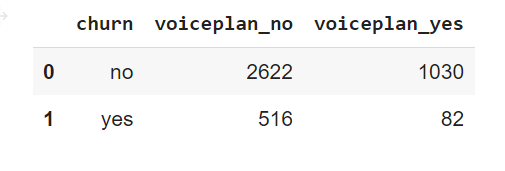 churn voiceplan_no voiceplan_yes
0 no 2622 1030
1 yes 516 82